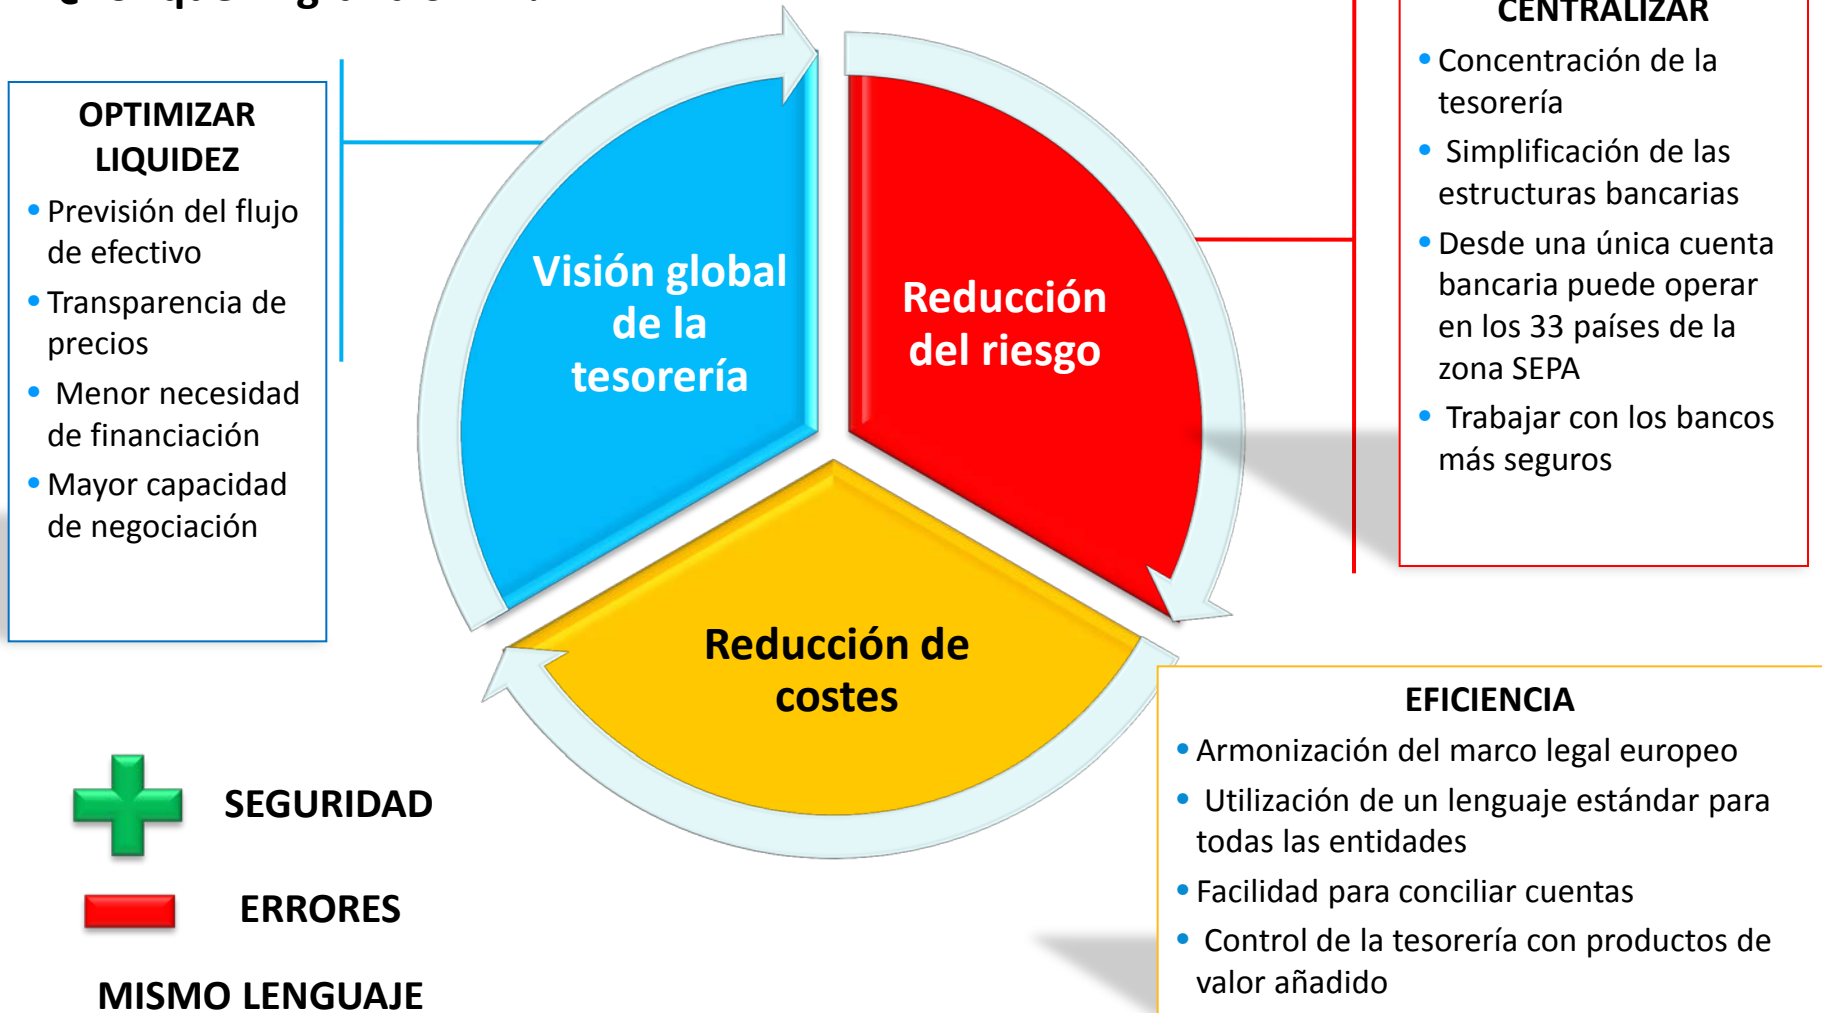 CENTRALIZAR
• Concentración de la
tesorería
• Simplificación de las
estructuras bancarias
• Desde una única cuenta
bancaria puede operar
en los 33 países de la
zona SEPA
• Trabajar con los bancos
más seguros
OPTIMIZAR
LIQUIDEZ
• Previsión del flujo
de efectivo
• Transparencia de
precios
• Menor necesidad
de financiación
• Mayor capacidad
de negociación
Visión global
de la
tesorería
Reducción
del riesgo
Reducción de
costes
EFICIENCIA
• Armonización del marco legal europeo
• Utilización de un lenguaje estándar para
todas las entidades
• Facilidad para conciliar cuentas
• Control de la tesorería con productos de
valor añadido
SEGURIDAD
ERRORES
MISMO LENGUAJE